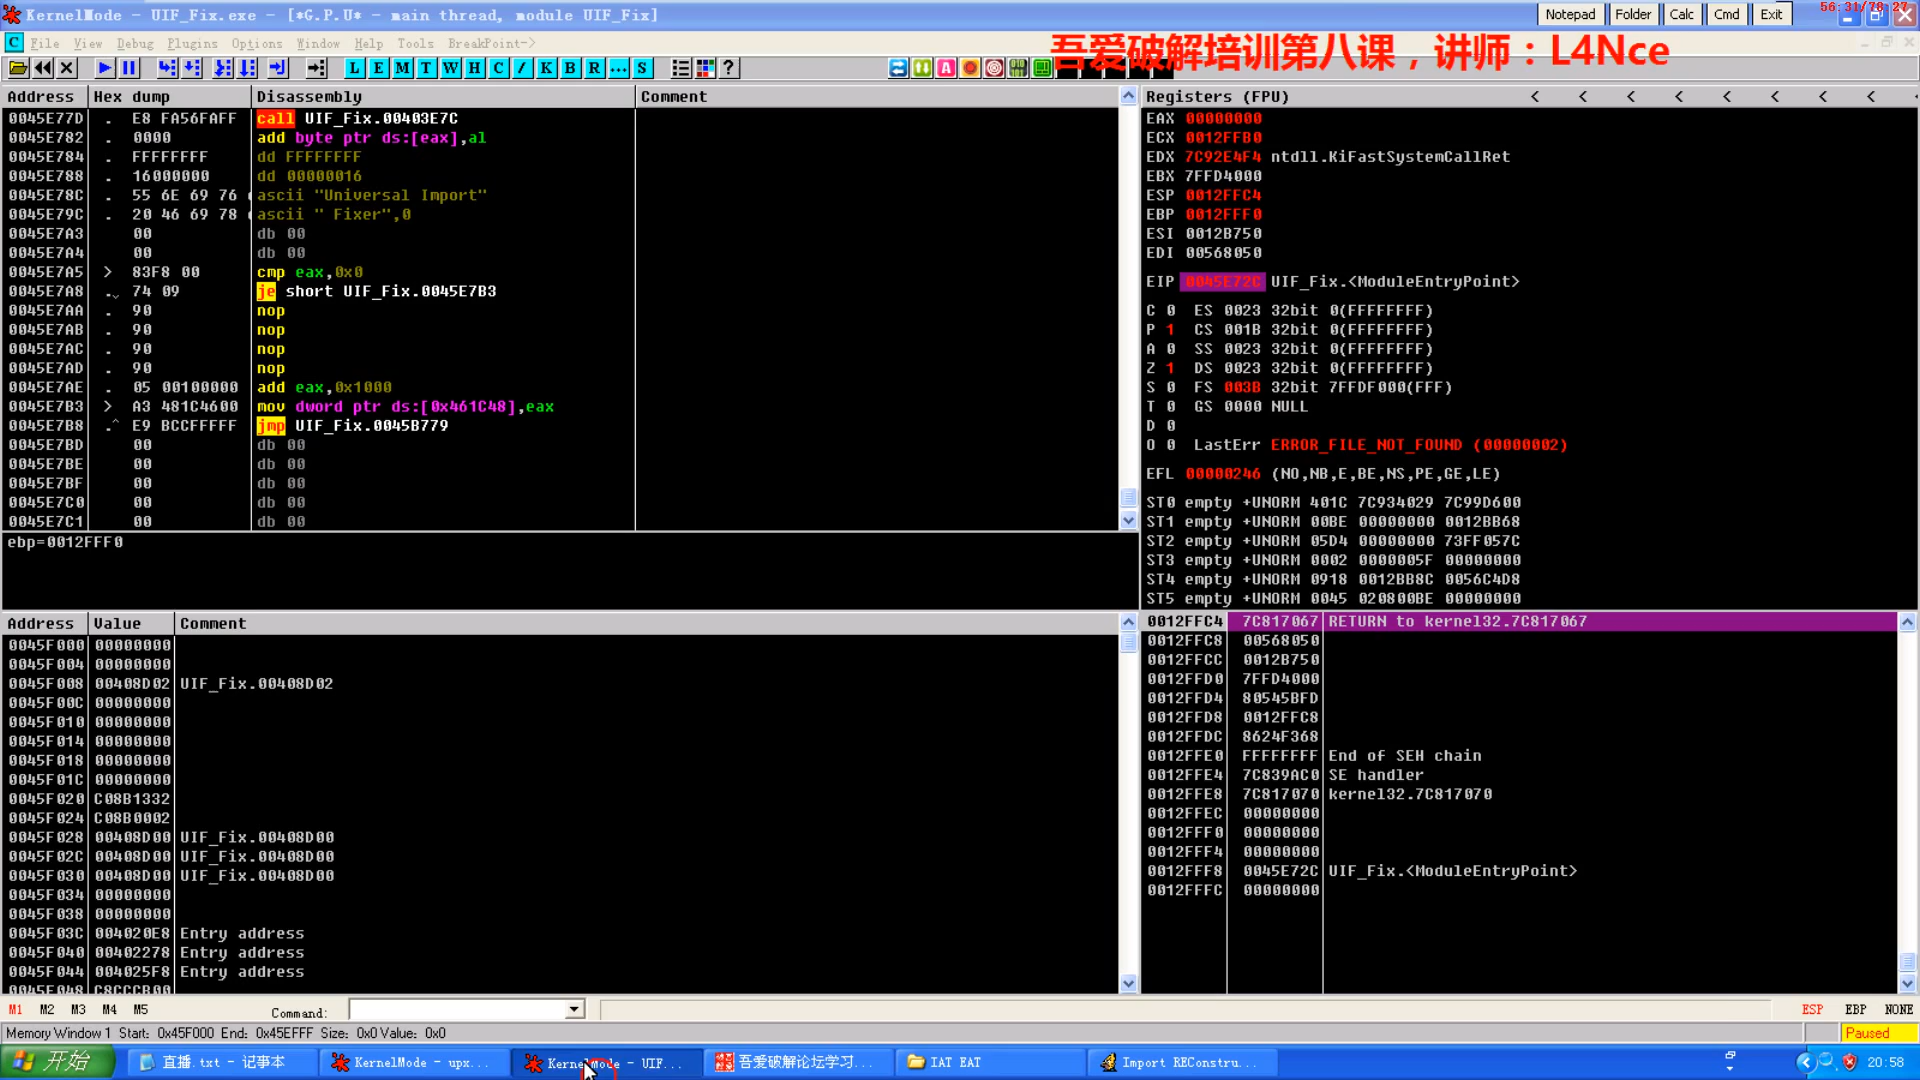 KernelMode - UIF_Fix.exe - [*G.P.U* - main thread, module UIF_Fix]
Notepad Folder Calc Cmd Exit
56:31/78:27
File View Debug Plugins Options Window Help Tools BreakPoint->
吾爱破解培训第八课，讲师：L4Nce
L E M T W H C / K B R ... S
Address Hex dump Disassembly Comment
0045E77D . E8 FA56FAFF call UIF_Fix.00403E7C
0045E782 . 0000 add byte ptr ds:[eax],al
0045E784 . FFFFFFFF dd FFFFFFFF
0045E788 . 16000000 dd 00000016
0045E78C . 55 6E 69 76 ascii "Universal Import"
0045E79C . 20 46 69 78 ascii " Fixer",0
0045E7A3 00 db 00
0045E7A4 00 db 00
0045E7A5 > 83F8 00 cmp eax,0x0
0045E7A8 . 74 09 je short UIF_Fix.0045E7B3
0045E7AA . 90 nop
0045E7AB . 90 nop
0045E7AC . 90 nop
0045E7AD . 90 nop
0045E7AE . 05 00100000 add eax,0x1000
0045E7B3 > A3 481C4600 mov dword ptr ds:[0x461C48],eax
0045E7B8 .^ E9 BCCFFFFF jmp UIF_Fix.0045B779
0045E7BD 00 db 00
0045E7BE 00 db 00
0045E7BF 00 db 00
0045E7C0 00 db 00
0045E7C1 00 db 00
ebp=0012FFF0
Registers (FPU) < < < < < < < <
EAX 00000000
ECX 0012FFB0
EDX 7C92E4F4 ntdll.KiFastSystemCallRet
EBX 7FFD4000
ESP 0012FFC4
EBP 0012FFF0
ESI 0012B750
EDI 00568050
EIP 0045E72C UIF_Fix.<ModuleEntryPoint>
C 0 ES 0023 32bit 0(FFFFFFFF)
P 1 CS 001B 32bit 0(FFFFFFFF)
A 0 SS 0023 32bit 0(FFFFFFFF)
Z 1 DS 0023 32bit 0(FFFFFFFF)
S 0 FS 003B 32bit 7FFDF000(FFF)
T 0 GS 0000 NULL
D 0
O 0 LastErr ERROR_FILE_NOT_FOUND (00000002)
EFL 00000246 (NO,NB,E,BE,NS,PE,GE,LE)
ST0 empty +UNORM 401C 7C934029 7C99D600
ST1 empty +UNORM 00BE 00000000 0012BB68
ST2 empty +UNORM 05D4 00000000 73FF057C
ST3 empty +UNORM 0002 0000005F 00000000
ST4 empty +UNORM 0918 0012BB8C 0056C4D8
ST5 empty +UNORM 0045 020800BE 00000000
Address Value Comment
0045F000 00000000
0045F004 00000000
0045F008 00408D02 UIF_Fix.00408D02
0045F00C 00000000
0045F010 00000000
0045F014 00000000
0045F018 00000000
0045F01C 00000000
0045F020 C08B1332
0045F024 C08B0002
0045F028 00408D00 UIF_Fix.00408D00
0045F02C 00408D00 UIF_Fix.00408D00
0045F030 00408D00 UIF_Fix.00408D00
0045F034 00000000
0045F038 00000000
0045F03C 004020E8 Entry address
0045F040 00402278 Entry address
0045F044 004025F8 Entry address
0045F048 C8CCCB00
0012FFC4 7C817067 RETURN to kernel32.7C817067
0012FFC8 00568050
0012FFCC 0012B750
0012FFD0 7FFD4000
0012FFD4 80545BFD
0012FFD8 0012FFC8
0012FFDC 8624F368
0012FFE0 FFFFFFFF End of SEH chain
0012FFE4 7C839AC0 SE handler
0012FFE8 7C817070 kernel32.7C817070
0012FFEC 00000000
0012FFF0 00000000
0012FFF4 00000000
0012FFF8 0045E72C UIF_Fix.<ModuleEntryPoint>
0012FFFC 00000000
M1 M2 M3 M4 M5 Command: ESP EBP NONE
Memory Window 1 Start: 0x45F000 End: 0x45EFFF Size: 0x0 Value: 0x0 Paused
开始 直播.txt - 记事本 KernelMode - upx... KernelMode - UIF... 吾爱破解论坛学习... IAT EAT Import REConstru... 20:58